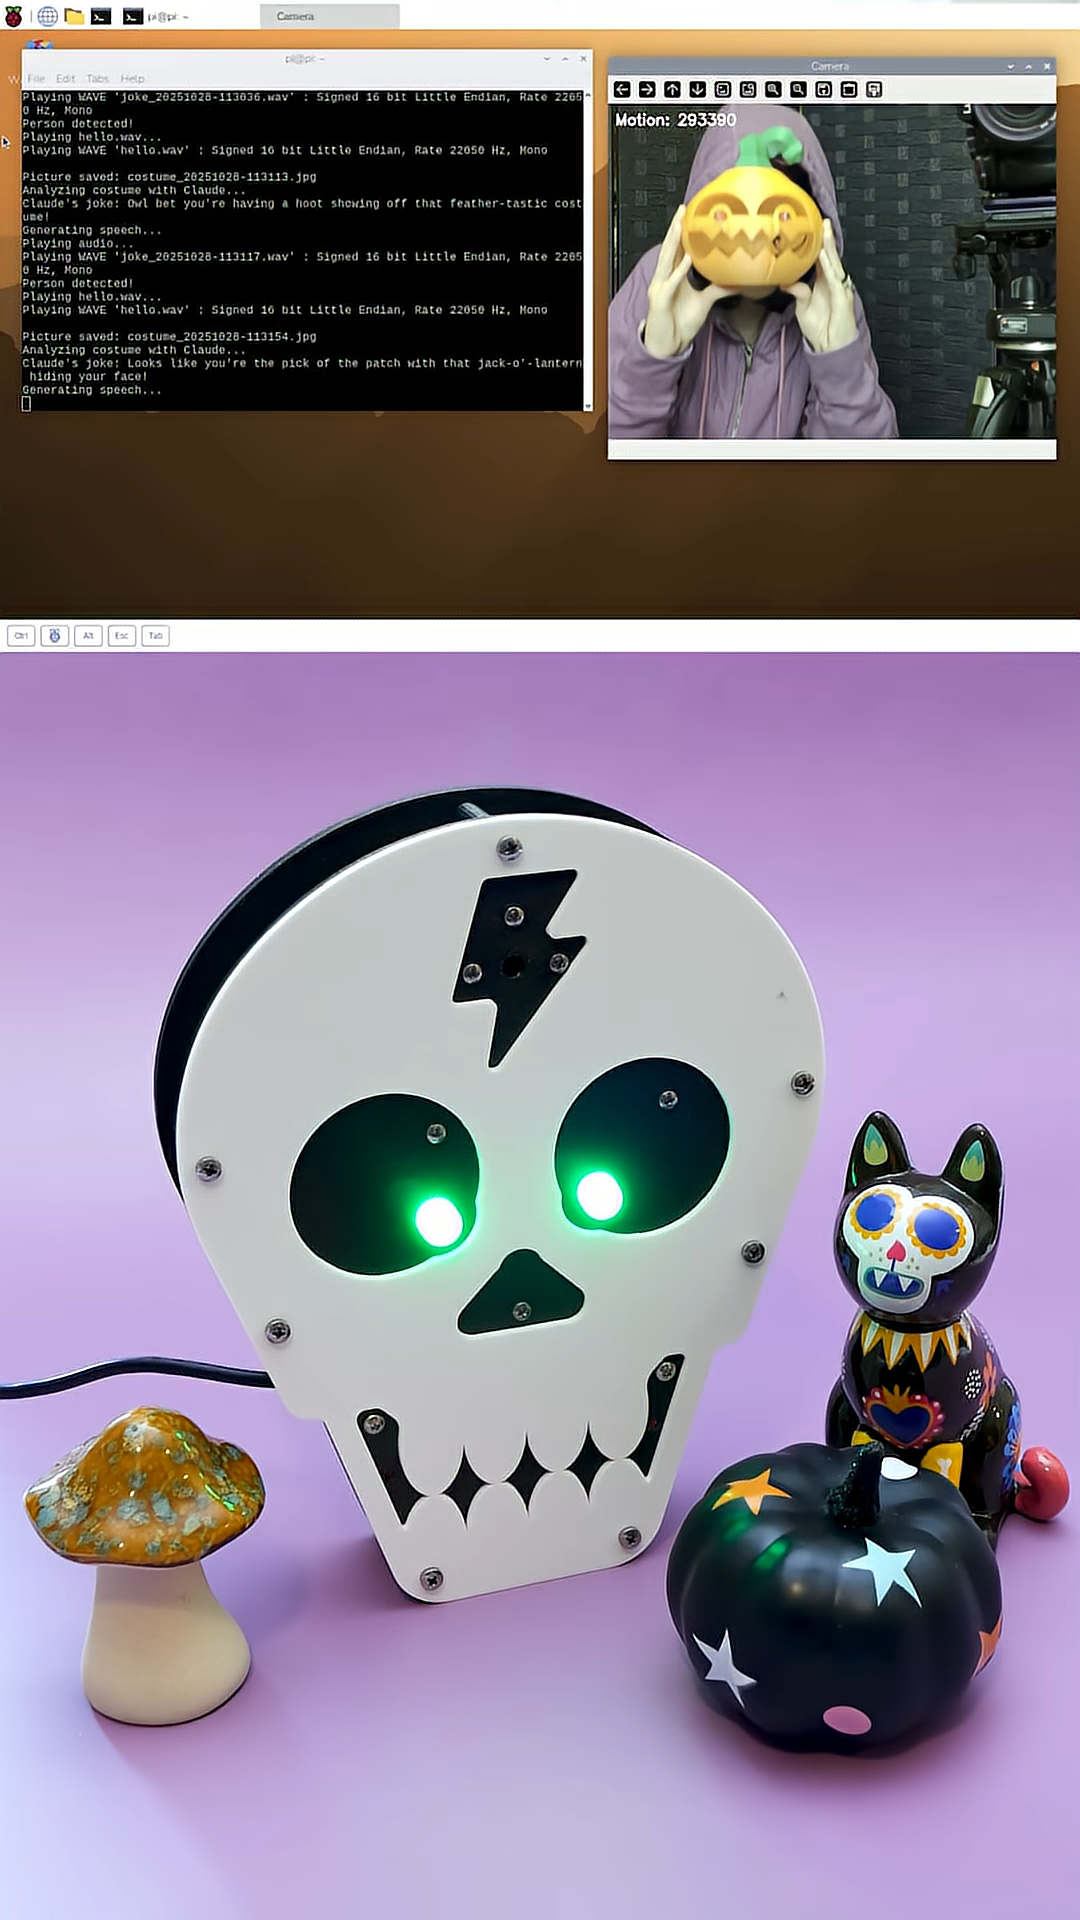 pi@pi: ~
Camera
pi@pi: ~
File Edit Tabs Help
Playing WAVE 'joke_20251028-113036.wav' : Signed 16 bit Little Endian, Rate 2205
0 Hz, Mono
Person detected!
Playing hello.wav...
Playing WAVE 'hello.wav' : Signed 16 bit Little Endian, Rate 22050 Hz, Mono
Picture saved: costume_20251028-113113.jpg
Analyzing costume with Claude...
Claude's joke: Owl bet you're having a hoot showing off that feather-tastic cost
ume!
Generating speech...
Playing audio...
Playing WAVE 'joke_20251028-113117.wav' : Signed 16 bit Little Endian, Rate 2205
0 Hz, Mono
Person detected!
Playing hello.wav...
Playing WAVE 'hello.wav' : Signed 16 bit Little Endian, Rate 22050 Hz, Mono
Picture saved: costume_20251028-113154.jpg
Analyzing costume with Claude...
Claude's joke: Looks like you're the pick of the patch with that jack-o'-lantern
hiding your face!
Generating speech...
Camera
Motion: 293390
Ctrl Alt Esc Tab